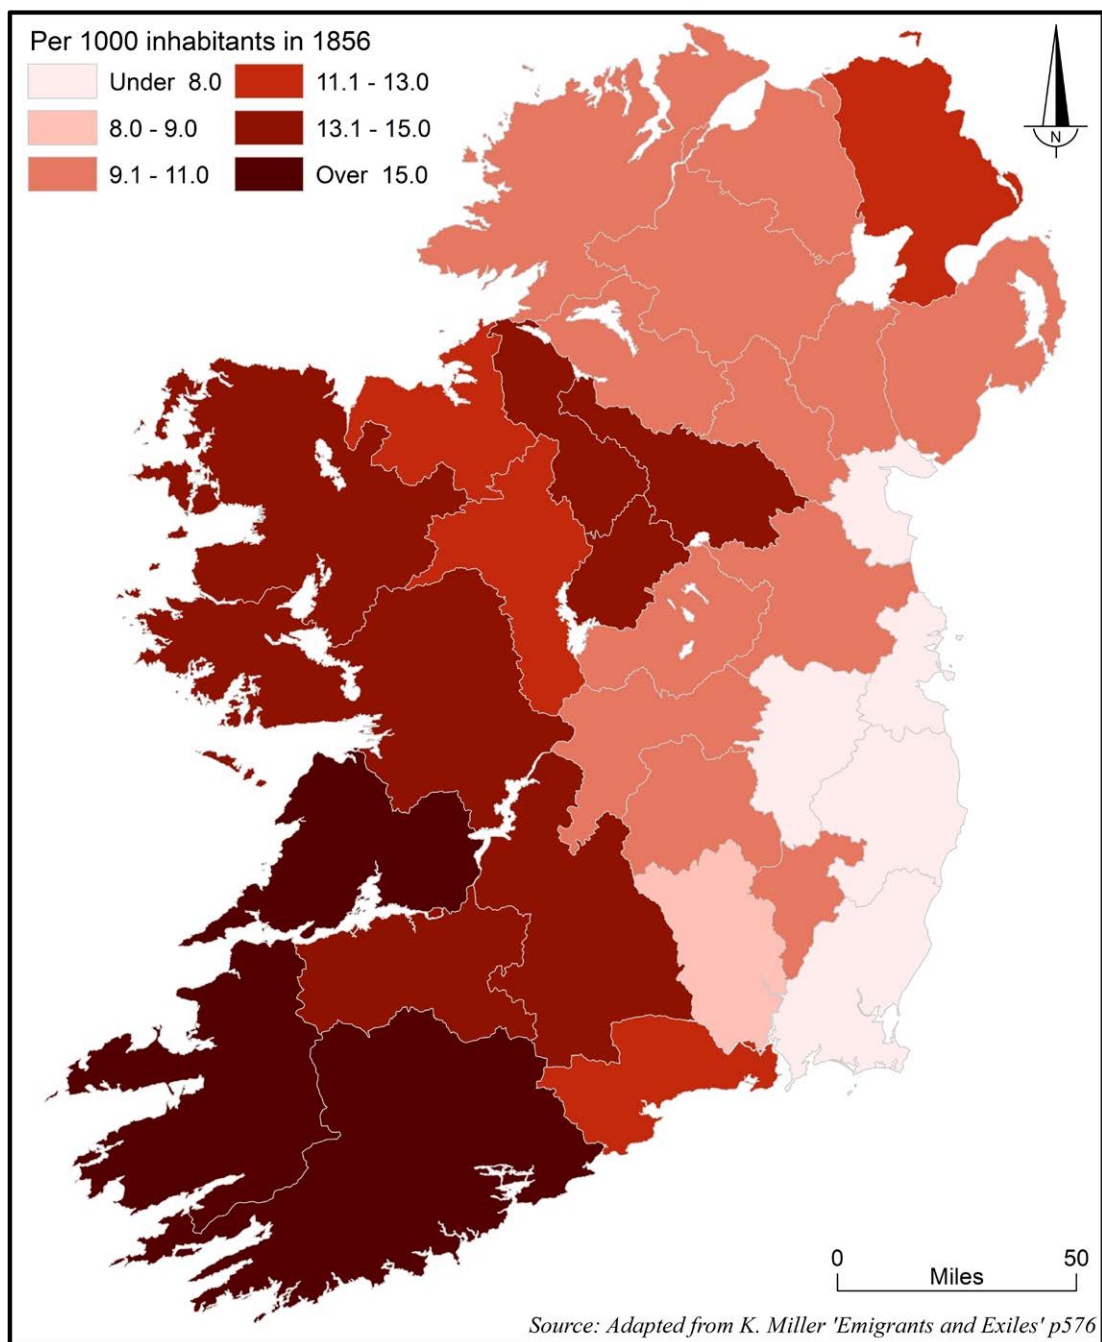 Per 1000 inhabitants in 1856
Under 8.0
8.0 - 9.0
9.1 - 11.0
11.1 - 13.0
13.1 - 15.0
Over 15.0
N
0 50
Miles
Source: Adapted from K. Miller 'Emigrants and Exiles' p576